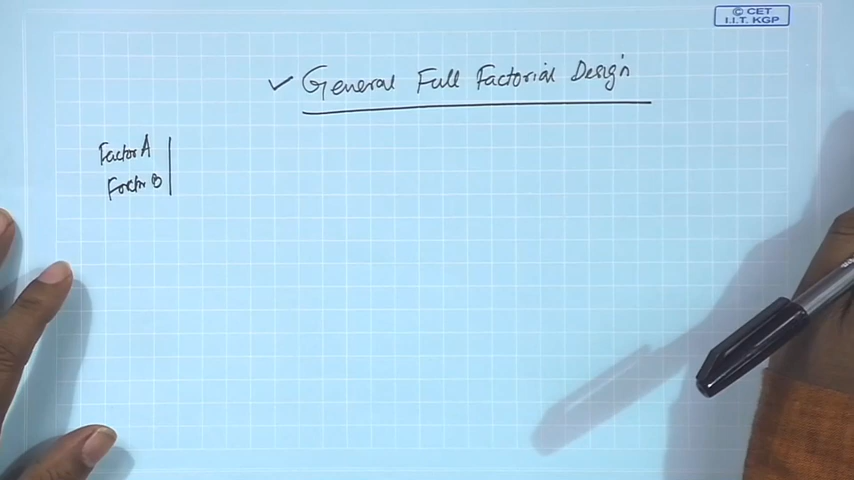 © CET
I.I.T. KGP
✓ General Full Factorial Design
Factor A
Factor B